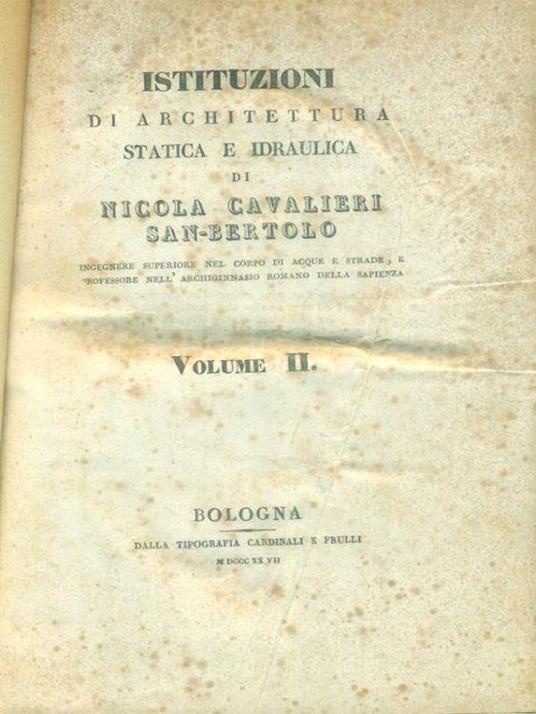 ISTITUZIONI
DI ARCHITETTURA
STATICA E IDRAULICA
DI
NICOLA CAVALIERI
SAN-BERTOLO
INGEGNERE SUPERIORE NEL CORPO DI ACQUE E STRADE, E
PROFESSORE NELL' ARCHIGINNASIO ROMANO DELLA SAPIENZA
VOLUME II.
BOLOGNA
DALLA TIPOGRAFIA CARDINALI E FRULLI
M DCCC XX VII